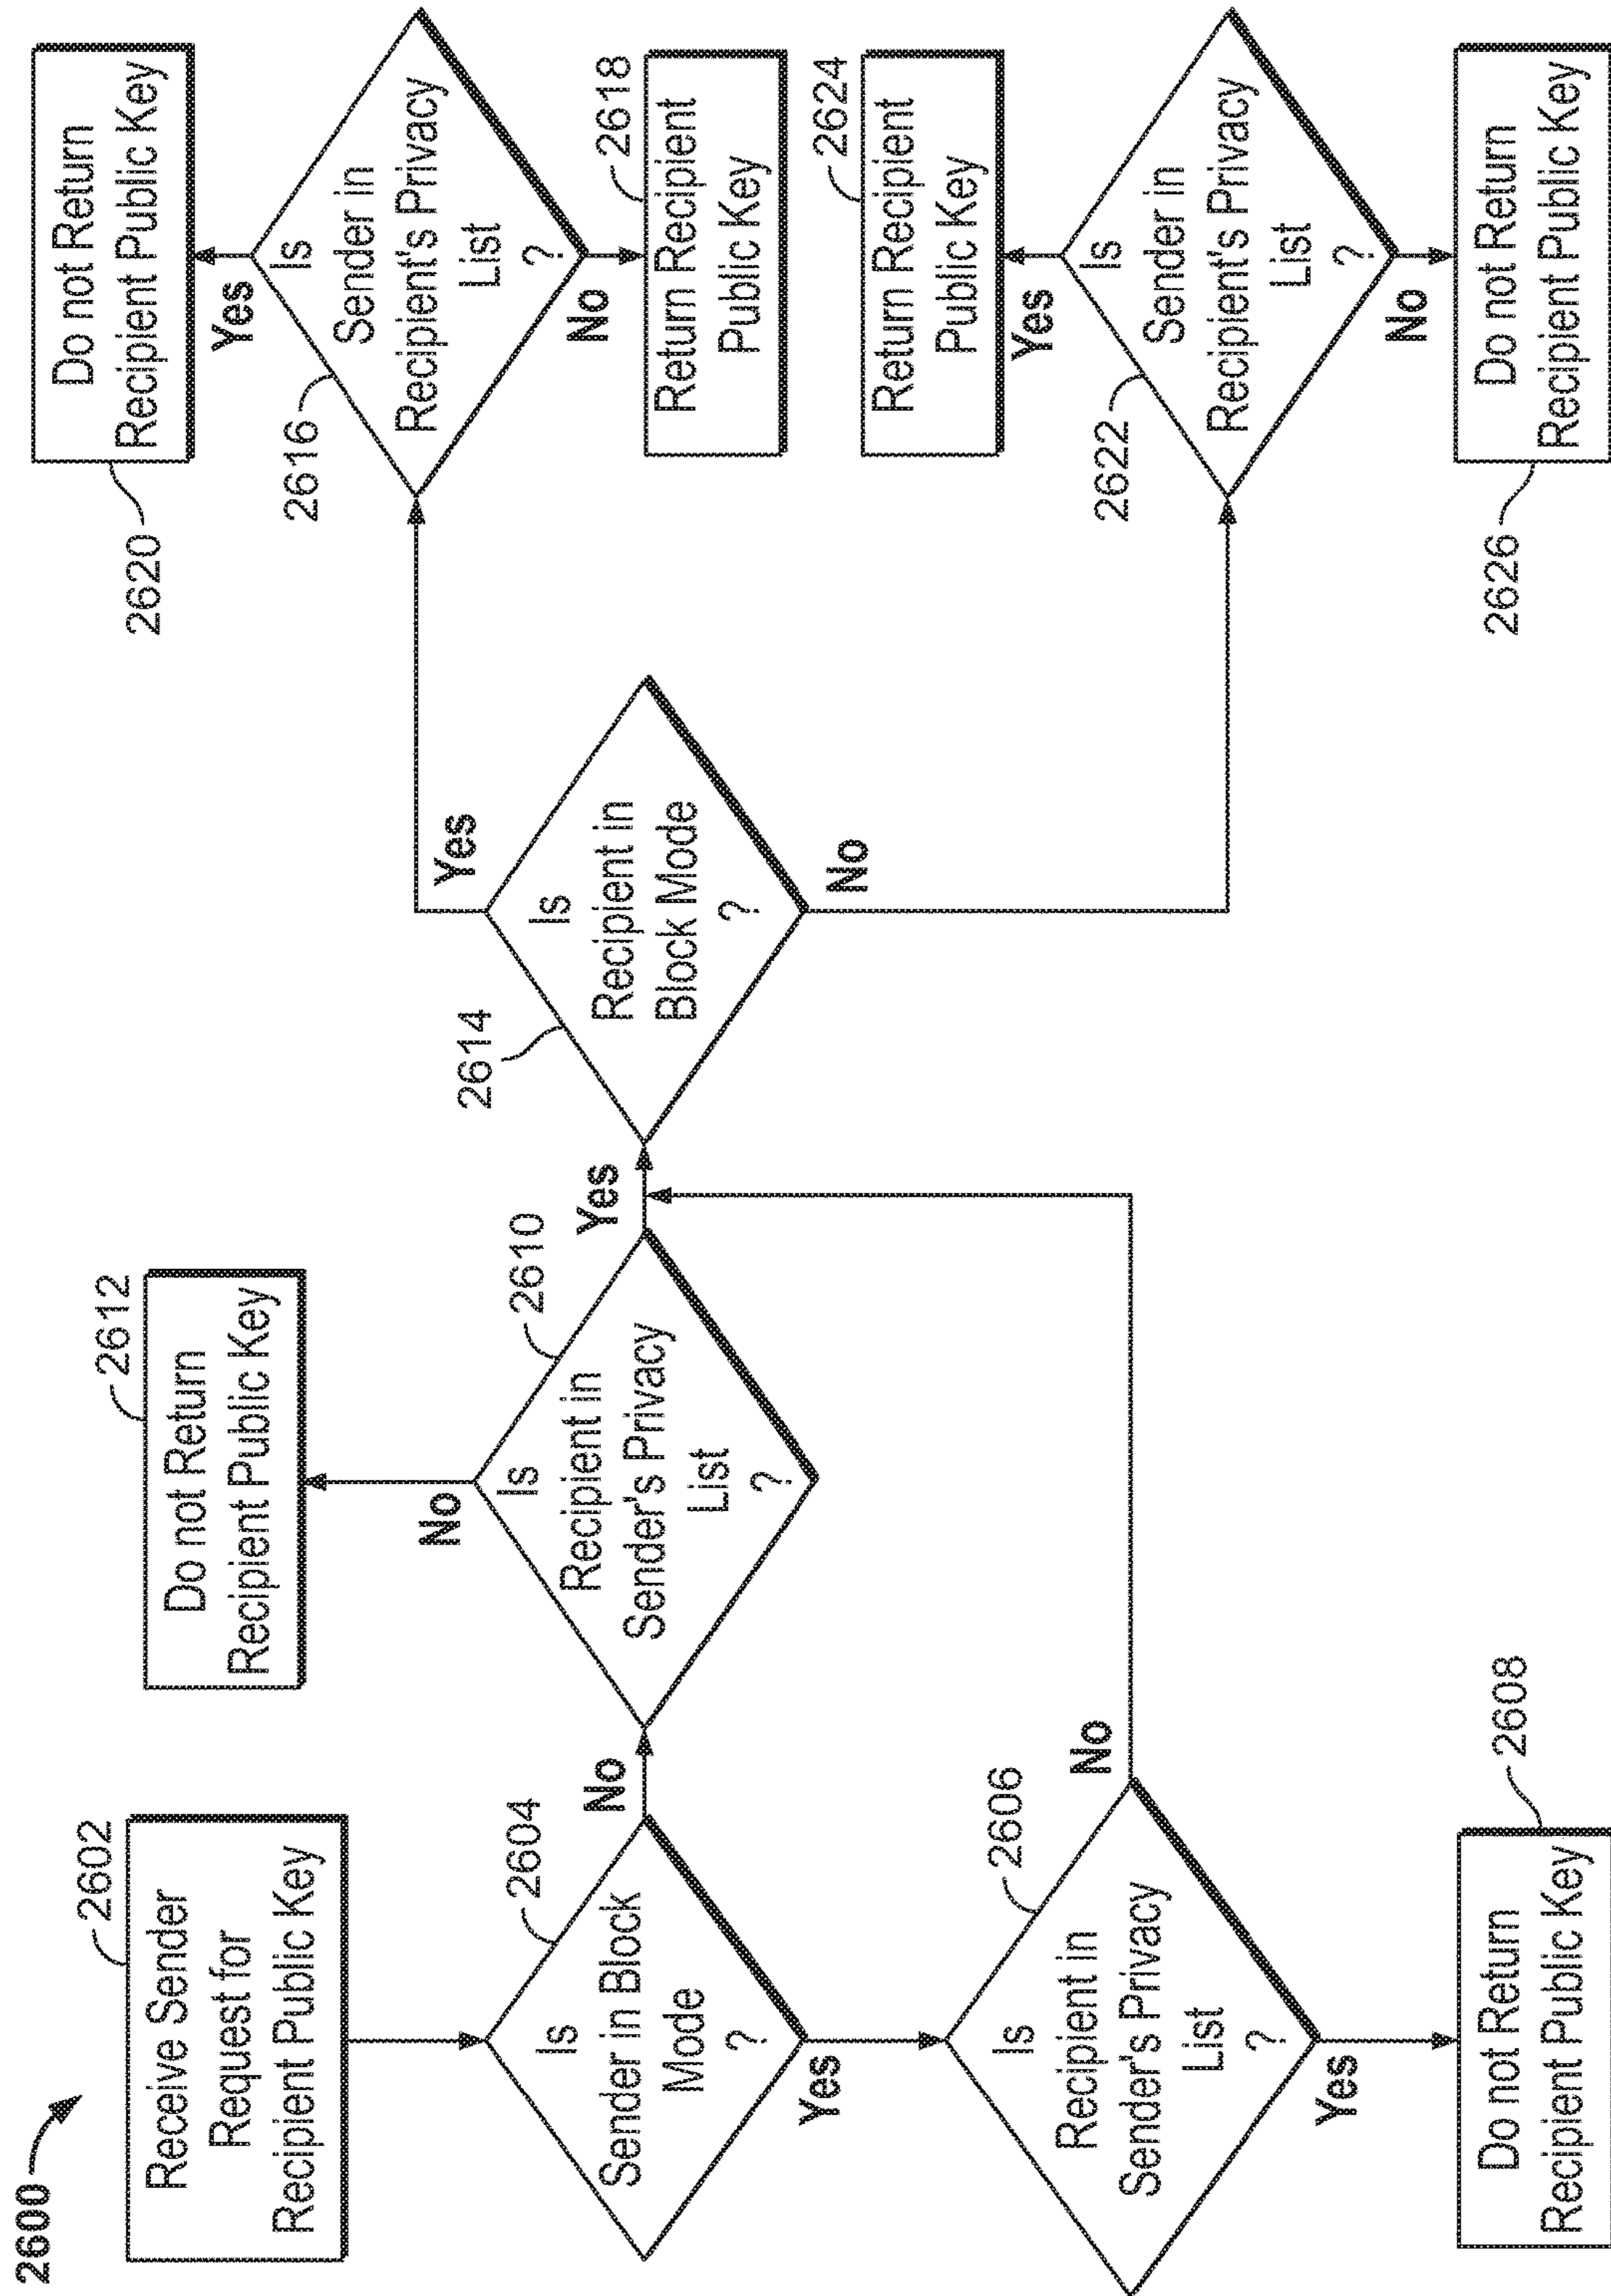 2600
2602
Receive Sender
Request for
Recipient Public Key
2604
Is
Sender in Block
Mode
?
No
Yes
2606
Is
Recipient in
Sender's Privacy
List
?
No
Yes
2608
Do not Return
Recipient Public Key
2612
Do not Return
Recipient Public Key
No
2610
Is
Recipient in
Sender's Privacy
List
?
Yes
2614
Is
Recipient in
Block Mode
?
Yes
No
2620
Do not Return
Recipient Public Key
Yes
2616
Is
Sender in
Recipient's Privacy
List
?
No
2618
Return Recipient
Public Key
2624
Return Recipient
Public Key
Yes
2622
Is
Sender in
Recipient's Privacy
List
?
No
2626
Do not Return
Recipient Public Key